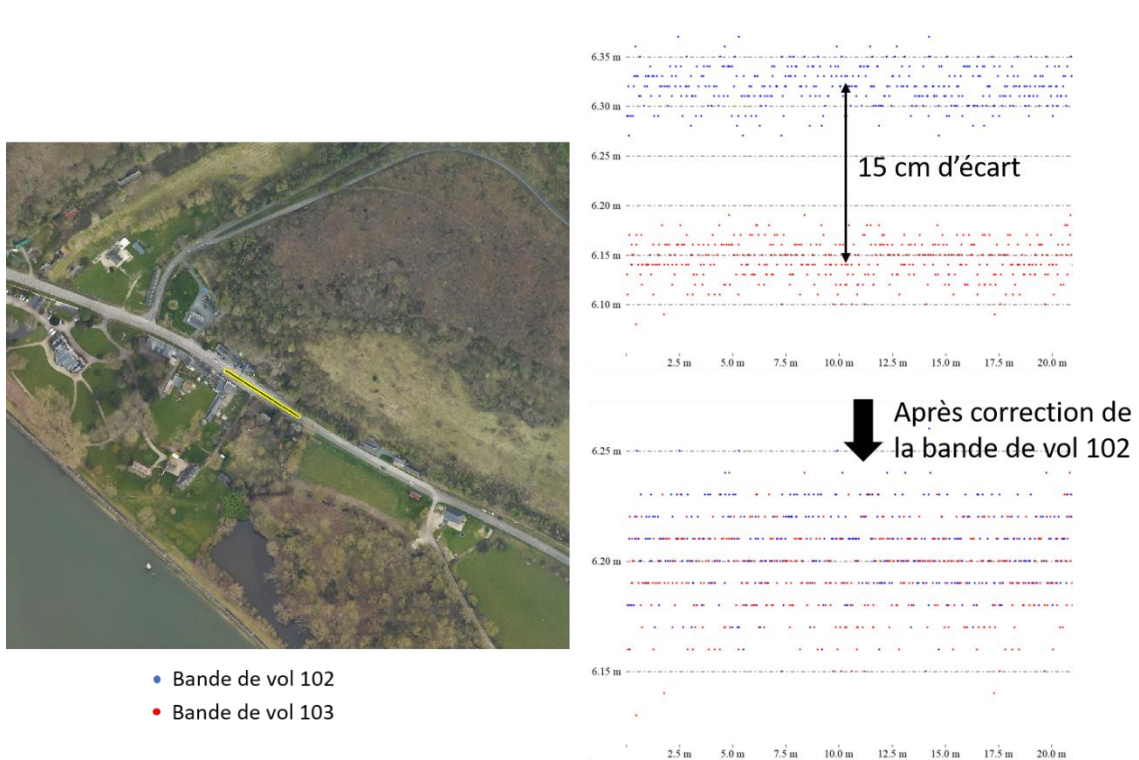 6.35 m
6.30 m
6.25 m
6.20 m
6.15 m
6.10 m
15 cm d’écart
2.5 m 5.0 m 7.5 m 10.0 m 12.5 m 15.0 m 17.5 m 20.0 m
Après correction de
la bande de vol 102
6.25 m
6.20 m
6.15 m
2.5 m 5.0 m 7.5 m 10.0 m 12.5 m 15.0 m 17.5 m 20.0 m
Bande de vol 102
Bande de vol 103